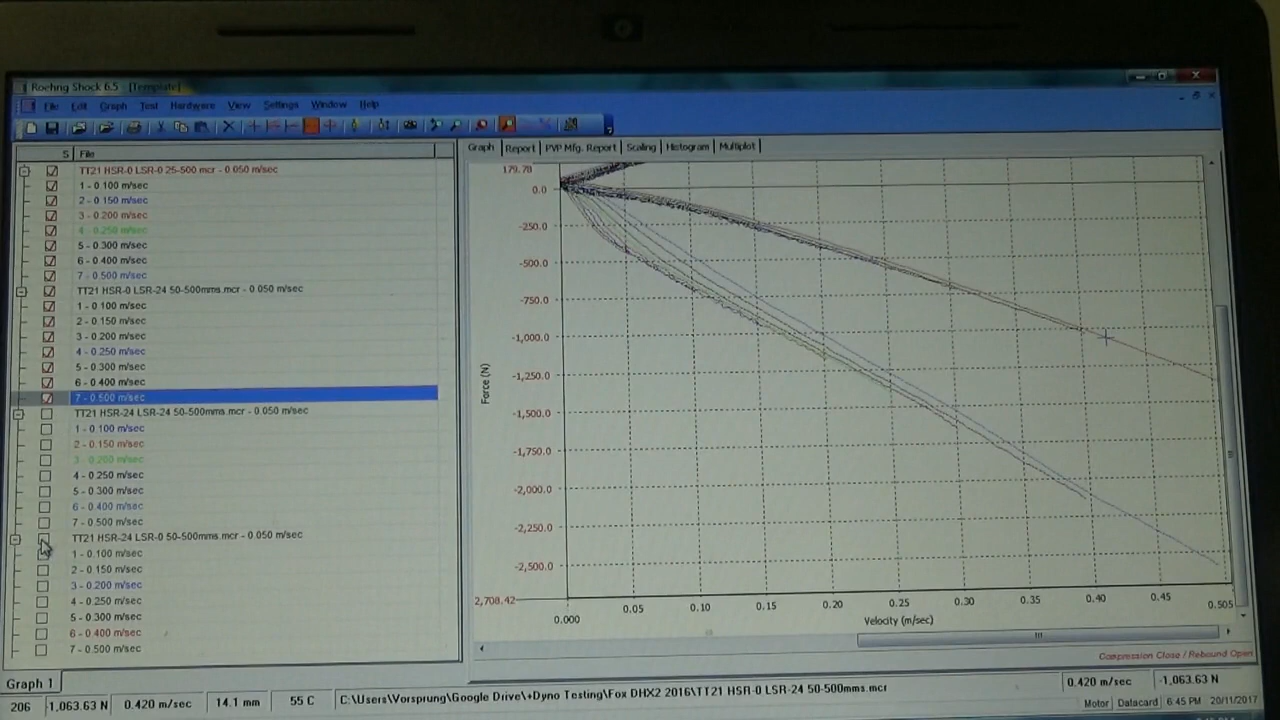 Roehrig Shock 6.5 [Template]
File Edit Graph Test Hardware View Settings Window Help
S File
TT21 HSR-0 LSR-0 25-500 mcr - 0.050 m/sec
1 - 0.100 m/sec
2 - 0.150 m/sec
3 - 0.200 m/sec
4 - 0.250 m/sec
5 - 0.300 m/sec
6 - 0.400 m/sec
7 - 0.500 m/sec
TT21 HSR-0 LSR-24 50-500mms.mcr - 0.050 m/sec
1 - 0.100 m/sec
2 - 0.150 m/sec
3 - 0.200 m/sec
4 - 0.250 m/sec
5 - 0.300 m/sec
6 - 0.400 m/sec
7 - 0.500 m/sec
TT21 HSR-24 LSR-24 50-500mms.mcr - 0.050 m/sec
1 - 0.100 m/sec
2 - 0.150 m/sec
3 - 0.200 m/sec
4 - 0.250 m/sec
5 - 0.300 m/sec
6 - 0.400 m/sec
7 - 0.500 m/sec
TT21 HSR-24 LSR-0 50-500mms.mcr - 0.050 m/sec
1 - 0.100 m/sec
2 - 0.150 m/sec
3 - 0.200 m/sec
4 - 0.250 m/sec
5 - 0.300 m/sec
6 - 0.400 m/sec
7 - 0.500 m/sec
Graph Report PVP Mfg. Report Scaling Histogram Multiplot
179.78
0.0
-250.0
-500.0
-750.0
-1,000.0
-1,250.0
-1,500.0
-1,750.0
-2,000.0
-2,250.0
-2,500.0
2,708.42
Force (N)
0.000 0.05 0.10 0.15 0.20 0.25 0.30 0.35 0.40 0.45 0.505
Velocity (m/sec)
Compression Close / Rebound Open
Graph 1
206 -1,063.63 N 0.420 m/sec 14.1 mm 55 C C:\Users\Vorsprung\Google Drive\+Dyno Testing\Fox DHX2 2016\TT21 HSR-0 LSR-24 50-500mms.mcr 0.420 m/sec -1,063.63 N
Motor Datacard 6:45 PM 20/11/2017